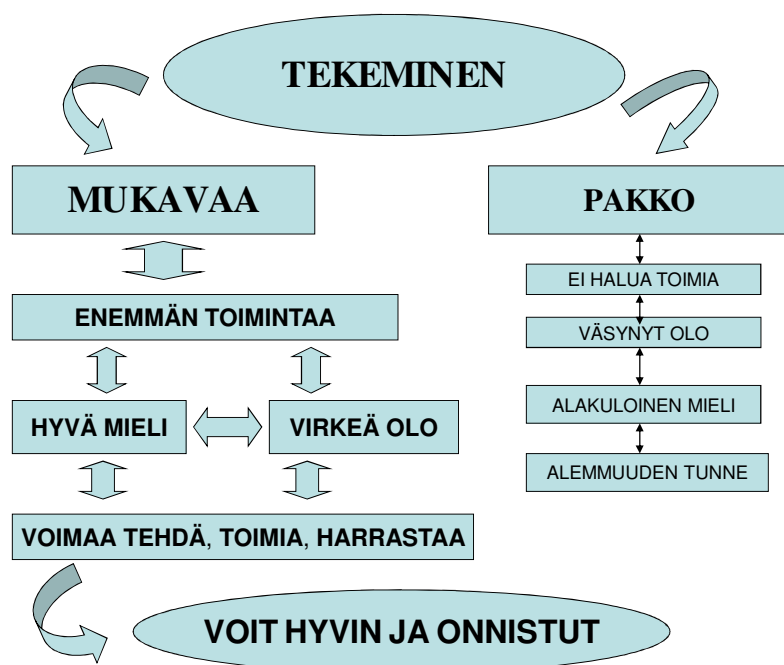 TEKEMINEN
MUKAVAA
ENEMMÄN TOIMINTAA
HYVÄ MIELI
VIRKEÄ OLO
VOIMAA TEHDÄ, TOIMIA, HARRASTAA
VOIT HYVIN JA ONNISTUT
PAKKO
EI HALUA TOIMIA
VÄSYNYT OLO
ALAKULOINEN MIELI
ALEMMUUDEN TUNNE